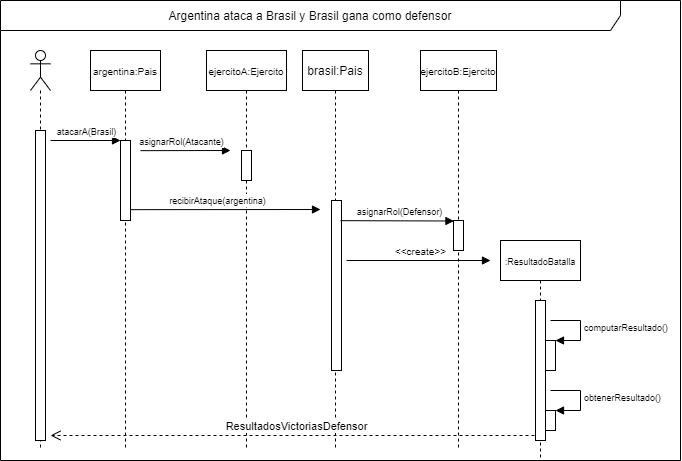 Argentina ataca a Brasil y Brasil gana como defensor
argentina:Pais
ejercitoA:Ejercito
brasil:Pais
ejercitoB:Ejercito
atacarA(Brasil)
asignarRol(Atacante)
recibirAtaque(argentina)
asignarRol(Defensor)
<<create>>
:ResultadoBatalla
computarResultado()
obtenerResultado()
ResultadosVictoriasDefensor